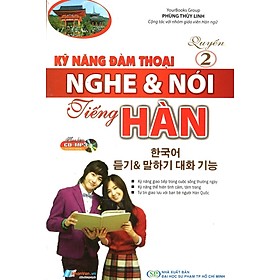 YourBooks Group
PHÙNG THÙY LINH
Cộng tác với nhóm giáo viên Hàn ngữ
KỸ NĂNG ĐÀM THOẠI
Quyển 2
NGHE & NÓI
Tiếng HÀN
CD-MP3
한국어
듣기& 말하기 대화 기능
Kỹ năng giao tiếp trong cuộc sống thường ngày
Kỹ năng thể hiện tình cảm, tâm trạng
Tự tin giao lưu với bạn bè người Hàn Quốc
NHÀ XUẤT BẢN
ĐẠI HỌC SƯ PHẠM TP HỒ CHÍ MINH